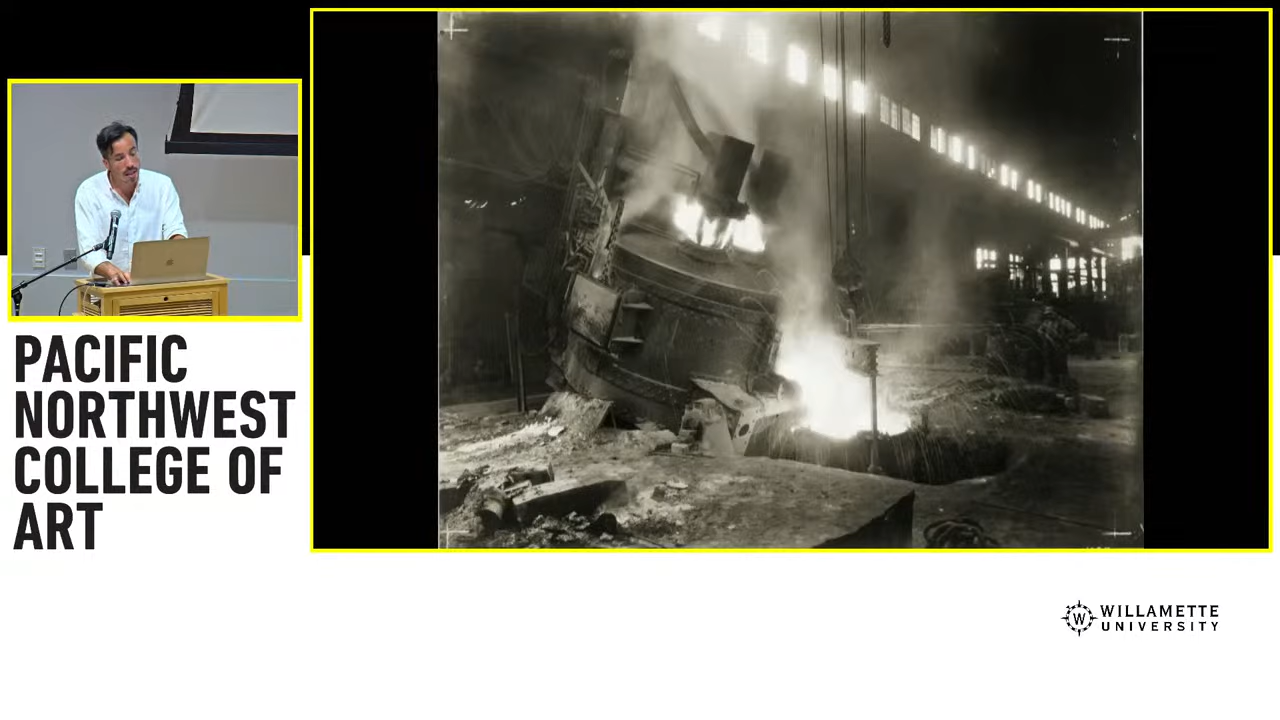 PACIFIC
NORTHWEST
COLLEGE OF
ART
W
WILLAMETTE
UNIVERSITY